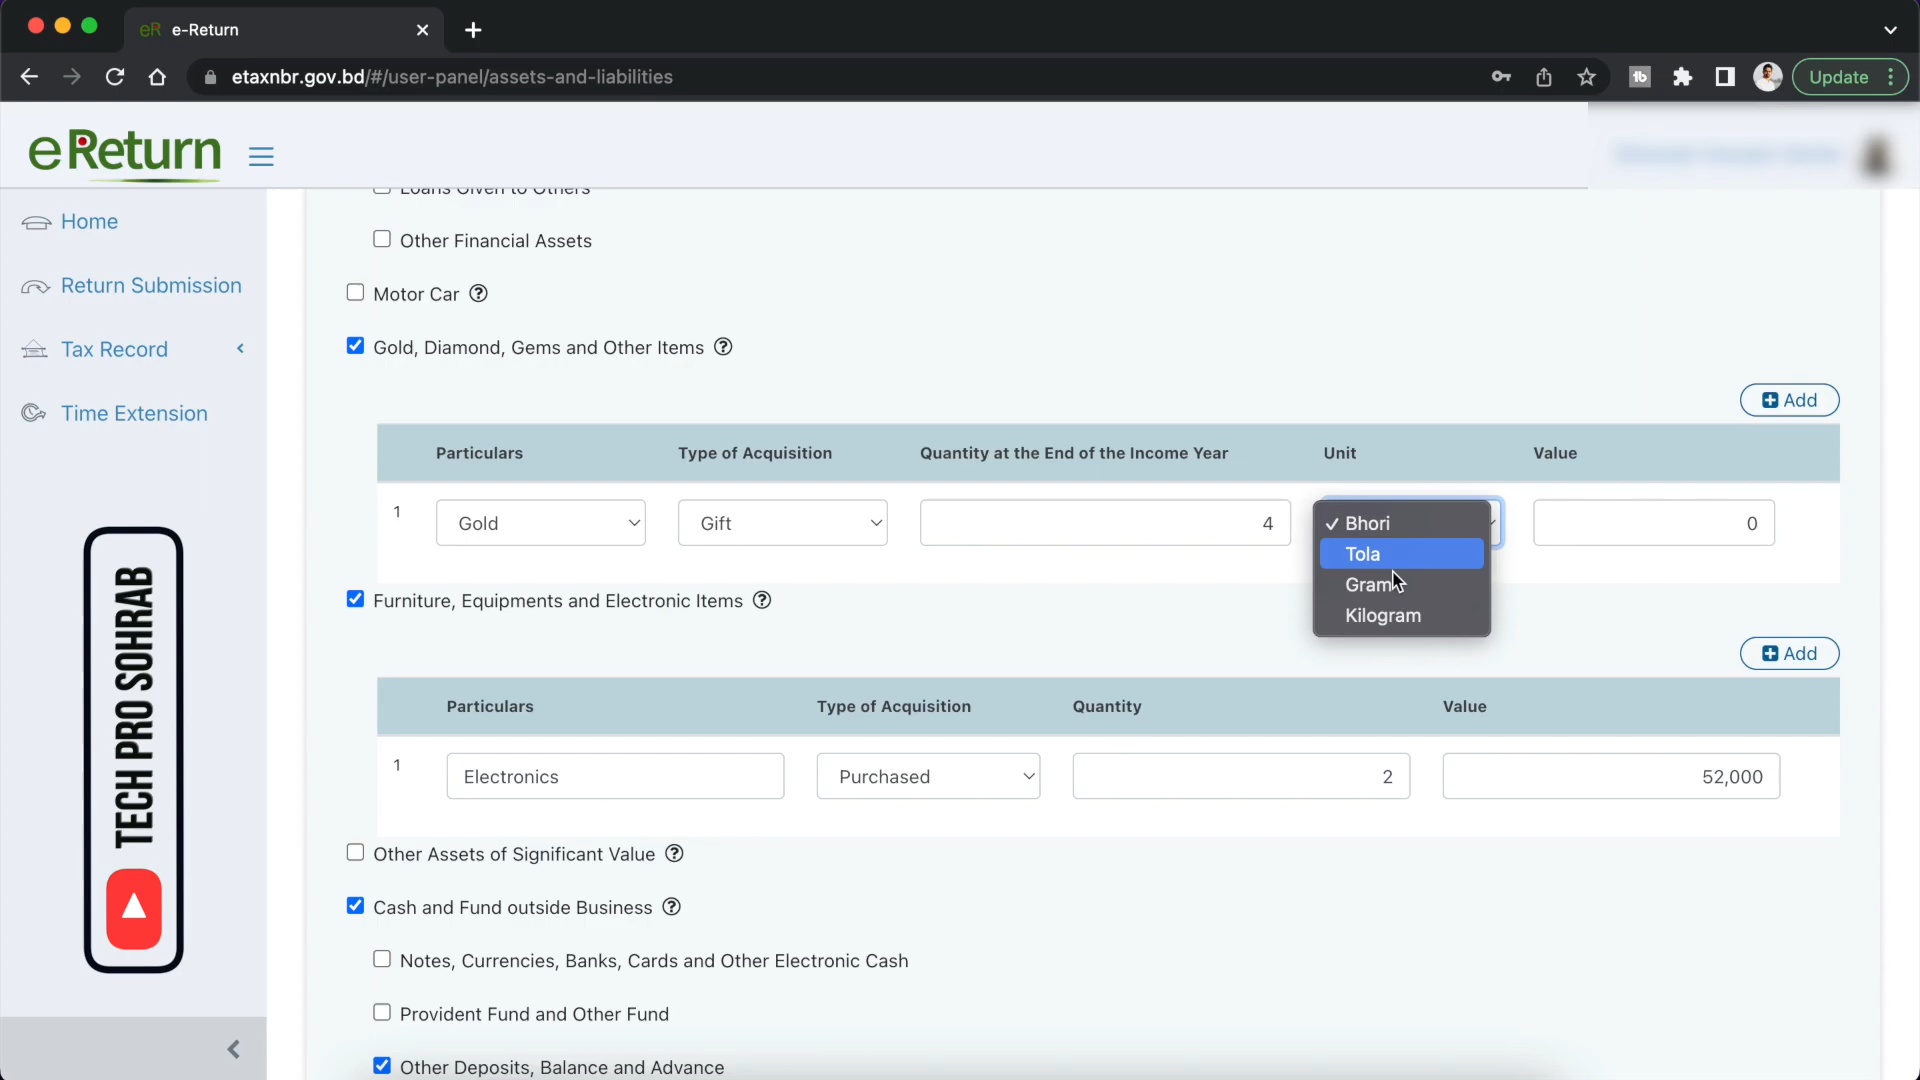 eR e-Return
etaxnbr.gov.bd/#/user-panel/assets-and-liabilities
Update
eReturn
Home
Return Submission
Tax Record
Time Extension
TECH PRO SOHRAB
Loans Given to Others
Other Financial Assets
Motor Car
Gold, Diamond, Gems and Other Items
Add
Particulars Type of Acquisition Quantity at the End of the Income Year Unit Value
1 Gold Gift 4 Bhori 0
Tola
Gram
Kilogram
Furniture, Equipments and Electronic Items
Add
Particulars Type of Acquisition Quantity Value
1 Electronics Purchased 2 52,000
Other Assets of Significant Value
Cash and Fund outside Business
Notes, Currencies, Banks, Cards and Other Electronic Cash
Provident Fund and Other Fund
Other Deposits, Balance and Advance